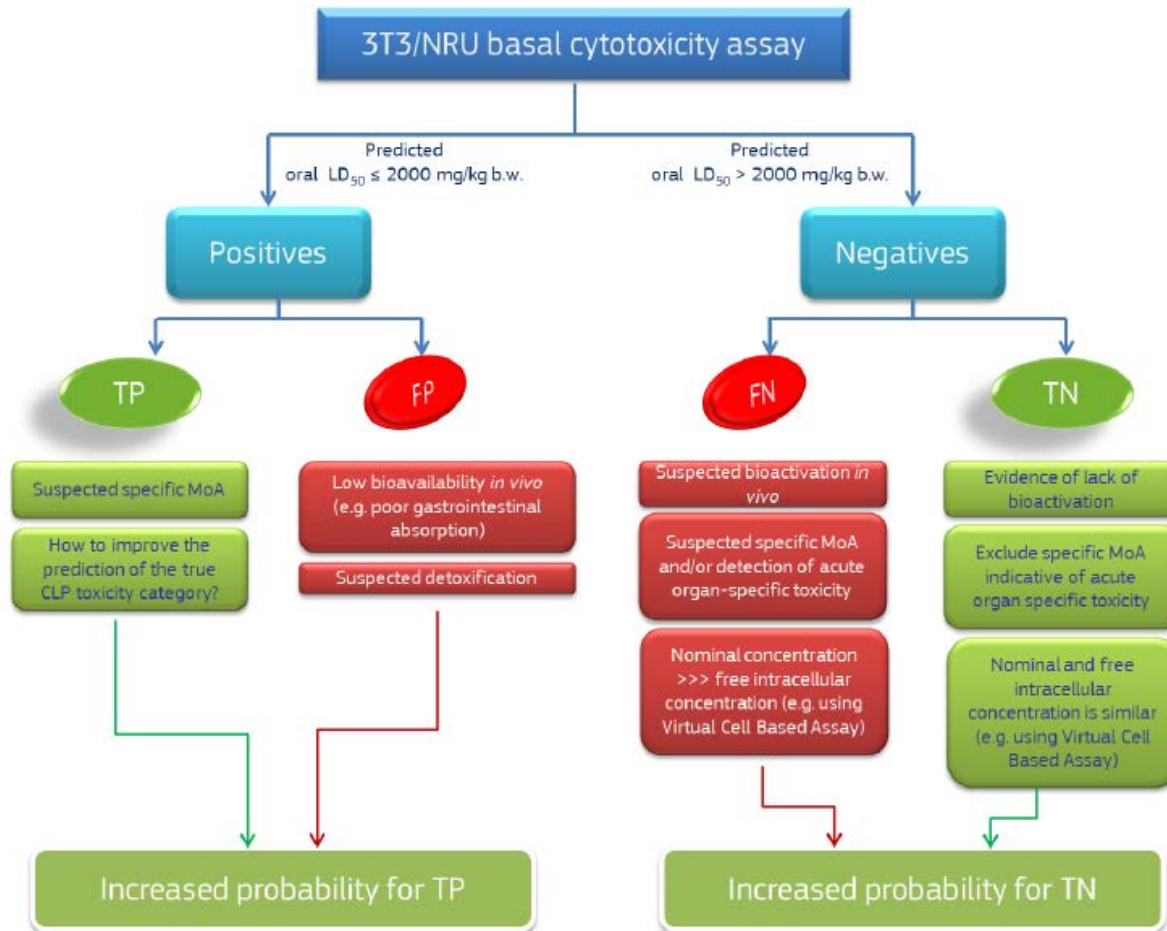 3T3/NRU basal cytotoxicity assay
Predicted
oral LD50 ≤ 2000 mg/kg b.w.
Predicted
oral LD50 > 2000 mg/kg b.w.
Positives
Negatives
TP
FP
FN
TN
Suspected specific MoA
How to improve the
prediction of the true
CLP toxicity category?
Low bioavailability in vivo
(e.g. poor gastrointestinal
absorption)
Suspected detoxification
Suspected bioactivation in
vivo
Suspected specific MoA
and/or detection of acute
organ-specific toxicity
Nominal concentration
>>> free intracellular
concentration (e.g. using
Virtual Cell Based Assay)
Evidence of lack of
bioactivation
Exclude specific MoA
indicative of acute
organ specific toxicity
Nominal and free
intracellular
concentration is similar
(e.g. using Virtual Cell
Based Assay)
Increased probability for TP
Increased probability for TN